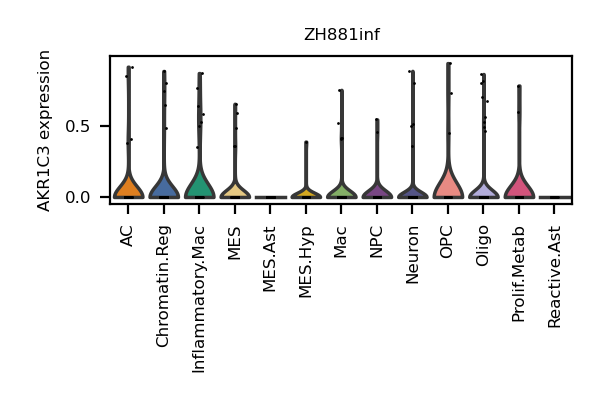 ZH881inf
AKR1C3 expression
0.5
0.0
AC
Chromatin.Reg
Inflammatory.Mac
MES
MES.Ast
MES.Hyp
Mac
NPC
Neuron
OPC
Oligo
Prolif.Metab
Reactive.Ast